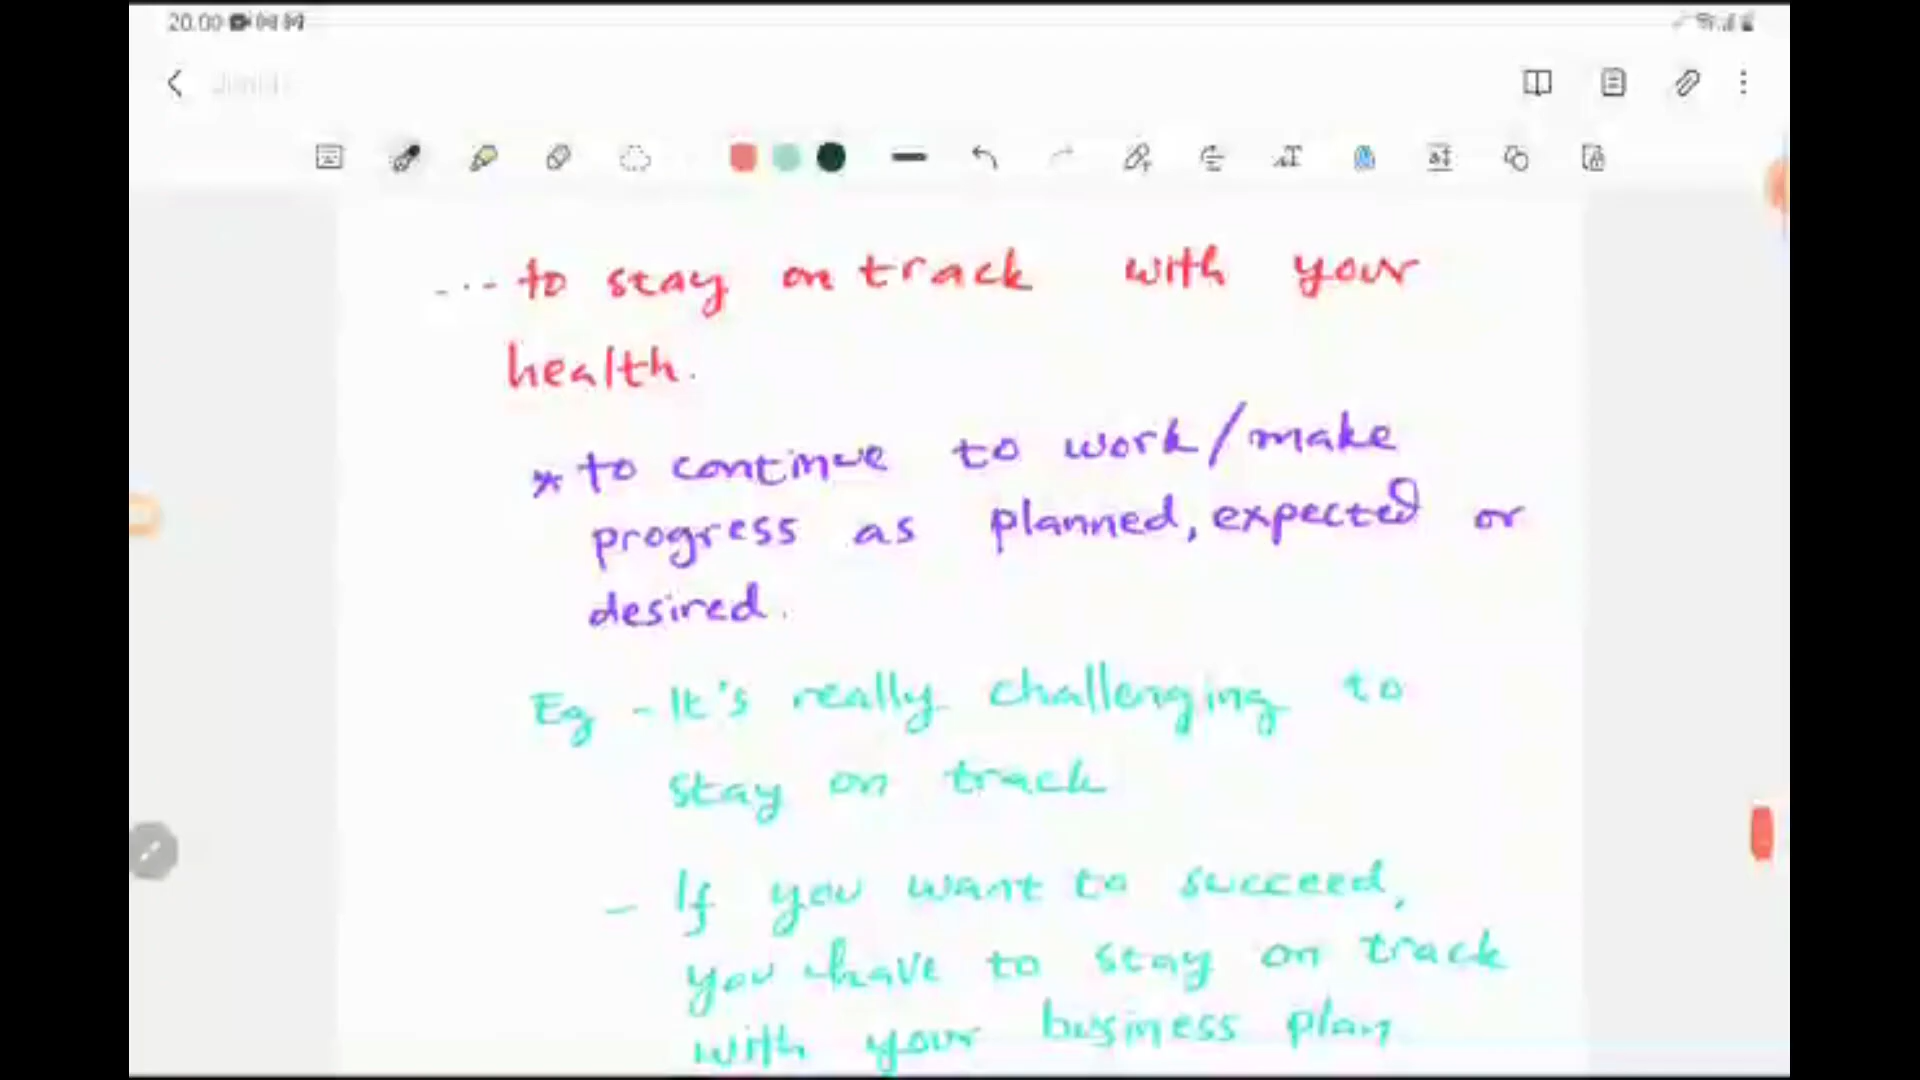 20.00
--- to stay on track with your
health.
* to continue to work/make
progress as planned, expected or
desired.
Eg - It's really challenging to
stay on track
- If you want to succeed,
you have to stay on track
with your business plan